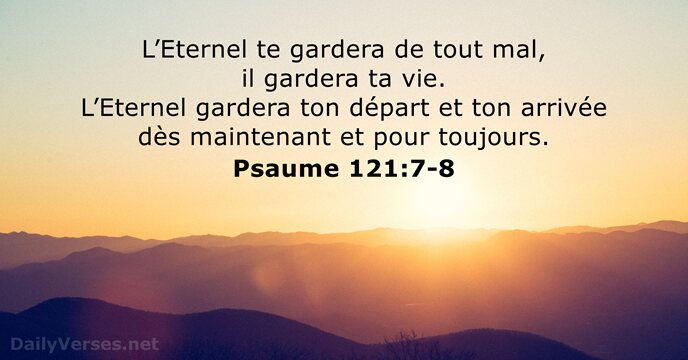 L’Eternel te gardera de tout mal,
il gardera ta vie.
L’Eternel gardera ton départ et ton arrivée
dès maintenant et pour toujours.
Psaume 121:7-8
DailyVerses.net